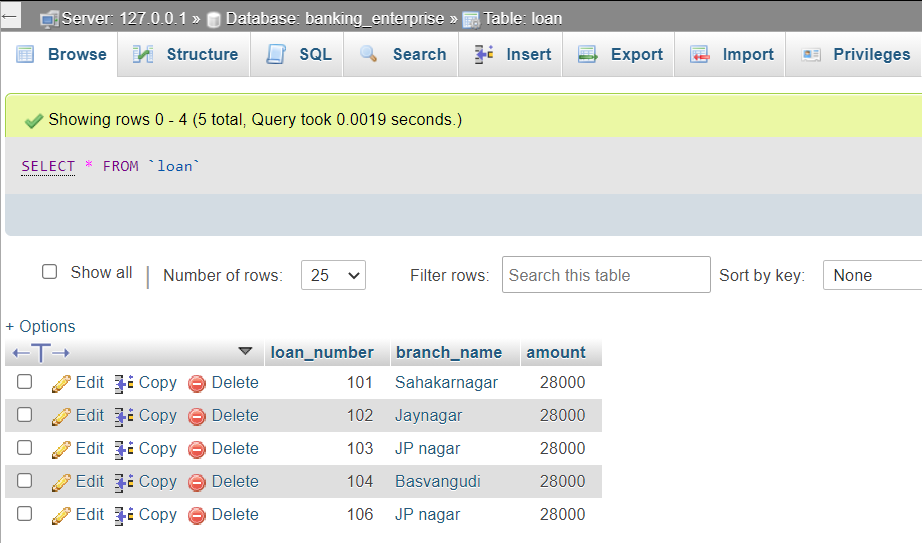 Server: 127.0.0.1 » Database: banking_enterprise » Table: loan
Browse Structure SQL Search Insert Export Import Privileges
Showing rows 0 - 4 (5 total, Query took 0.0019 seconds.)
SELECT * FROM `loan`
Show all | Number of rows: 25 Filter rows: Search this table Sort by key: None
+ Options
loan_number branch_name amount
Edit Copy Delete 101 Sahakarnagar 28000
Edit Copy Delete 102 Jaynagar 28000
Edit Copy Delete 103 JP nagar 28000
Edit Copy Delete 104 Basvangudi 28000
Edit Copy Delete 106 JP nagar 28000